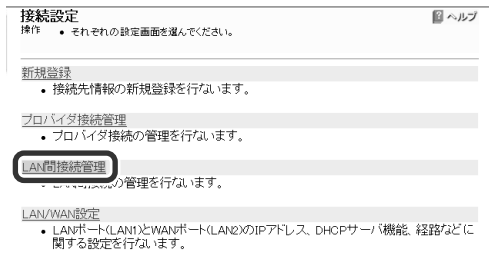 接続設定
ヘルプ
操作 • それぞれの設定画面を選んでください。
新規登録
• 接続先情報の新規登録を行ないます。
プロバイダ接続管理
• プロバイダ接続の管理を行ないます。
LAN間接続管理
の管理を行ないます。
LAN/WAN設定
• LANポート(LAN1)とWANポート(LAN2)のIPアドレス、DHCPサーバ機能、経路などに
関する設定を行ないます。